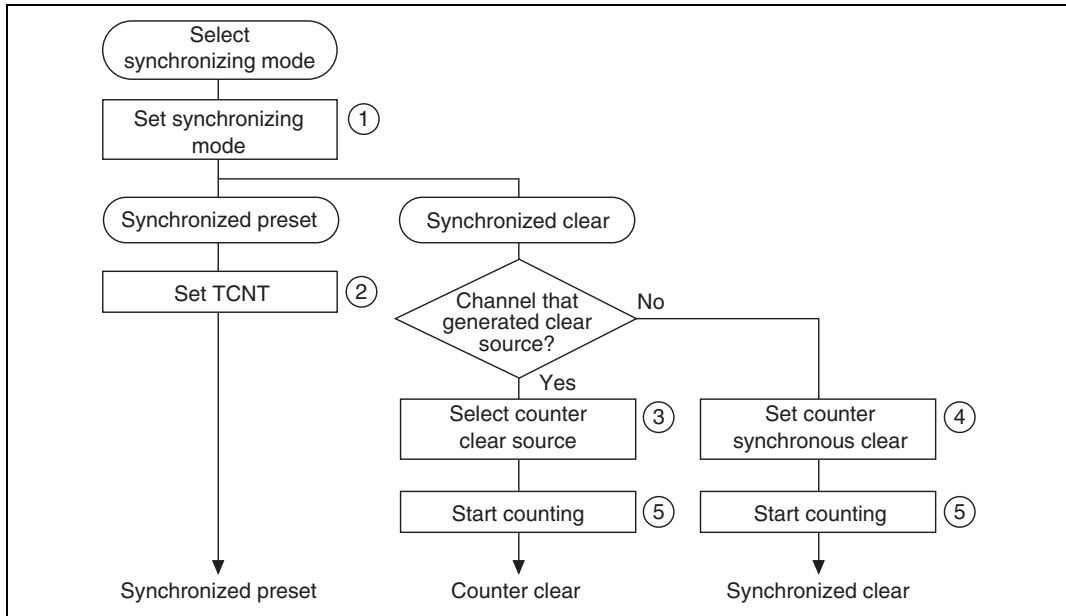 Select
synchronizing mode
Set synchronizing
mode
1
Synchronized preset
Synchronized clear
Set TCNT
2
Channel that
generated clear
source?
No
Yes
Select counter
clear source
3
Set counter
synchronous clear
4
Start counting
5
Start counting
5
Synchronized preset
Counter clear
Synchronized clear